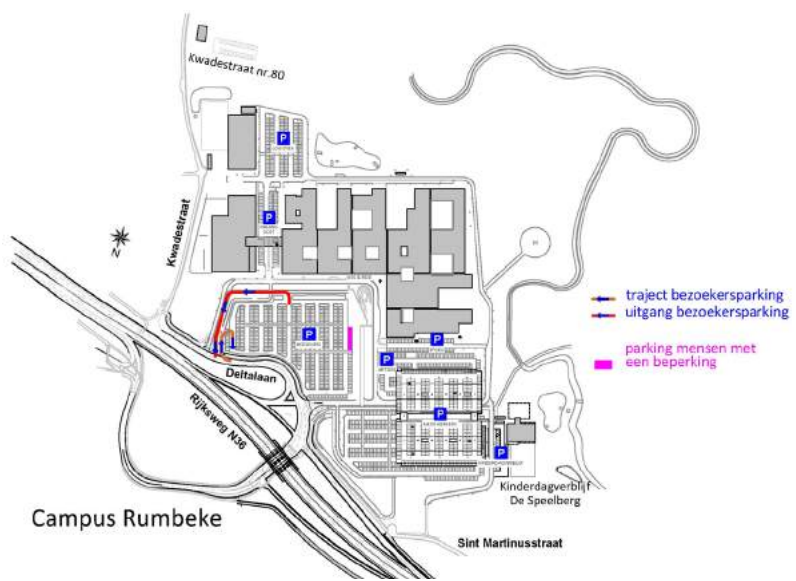 Kwadestraat nr.80
P
P
Kwadestraat
N
P
P
P
P
P
Deltalaan
Rijksweg N36
traject bezoekersparking
uitgang bezoekersparking
parking mensen met
een beperking
Kinderdagverblijf
De Speelberg
Campus Rumbeke
Sint Martinusstraat